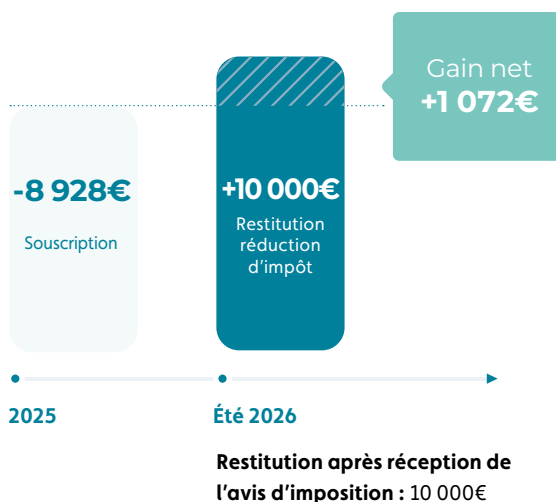 Gain net
+1 072€
-8 928€
Souscription
+10 000€
Restitution
réduction
d'impôt
2025
Été 2026
Restitution après réception de
l'avis d'imposition : 10 000€